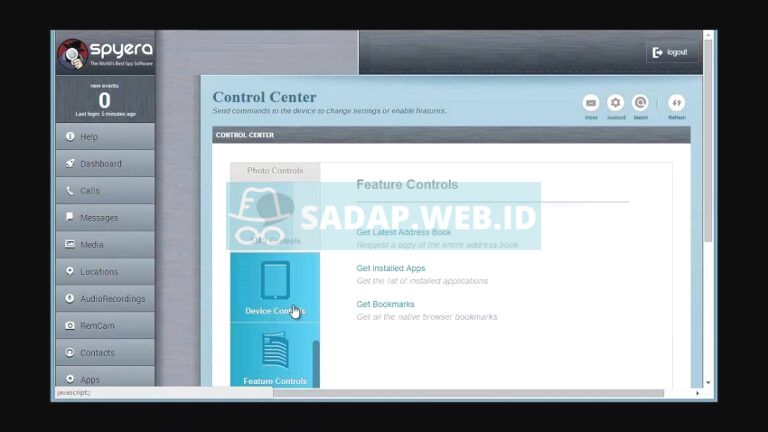 spyera
The World's Best Spy Software
logout
new events
0
Last login: 5 minutes ago
Help
Dashboard
Calls
Messages
Media
Locations
AudioRecordings
RemCam
Contacts
Apps
javascript:;
Control Center
Send commands to the device to change settings or enable features.
Inbox
Account
Search
Refresh
CONTROL CENTER
Photo Controls
Controls
Device Controls
Feature Controls
SADAP.WEB.ID
Feature Controls
Get Latest Address Book
Request a copy of the entire address book
Get Installed Apps
Get the list of installed applications
Get Bookmarks
Get all the native browser bookmarks